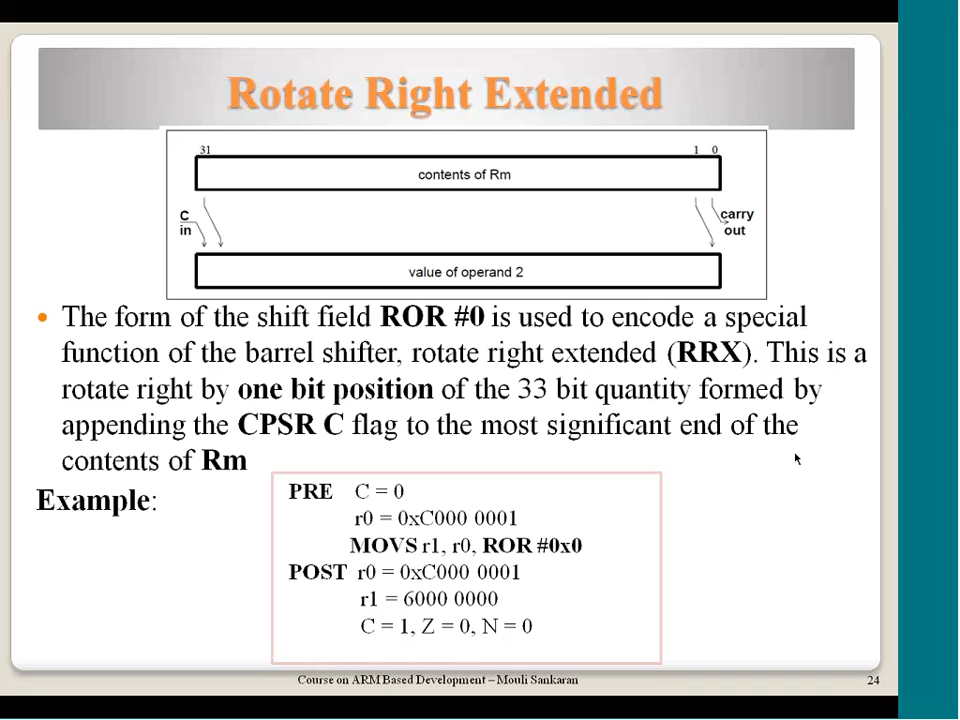 Rotate Right Extended
31 1 0
contents of Rm
C in
carry out
value of operand 2
• The form of the shift field ROR #0 is used to encode a special
function of the barrel shifter, rotate right extended (RRX). This is a
rotate right by one bit position of the 33 bit quantity formed by
appending the CPSR C flag to the most significant end of the
contents of Rm
Example:
PRE C = 0
r0 = 0xC000 0001
MOVS r1, r0, ROR #0x0
POST r0 = 0xC000 0001
r1 = 6000 0000
C = 1, Z = 0, N = 0
Course on ARM Based Development – Mouli Sankaran
24